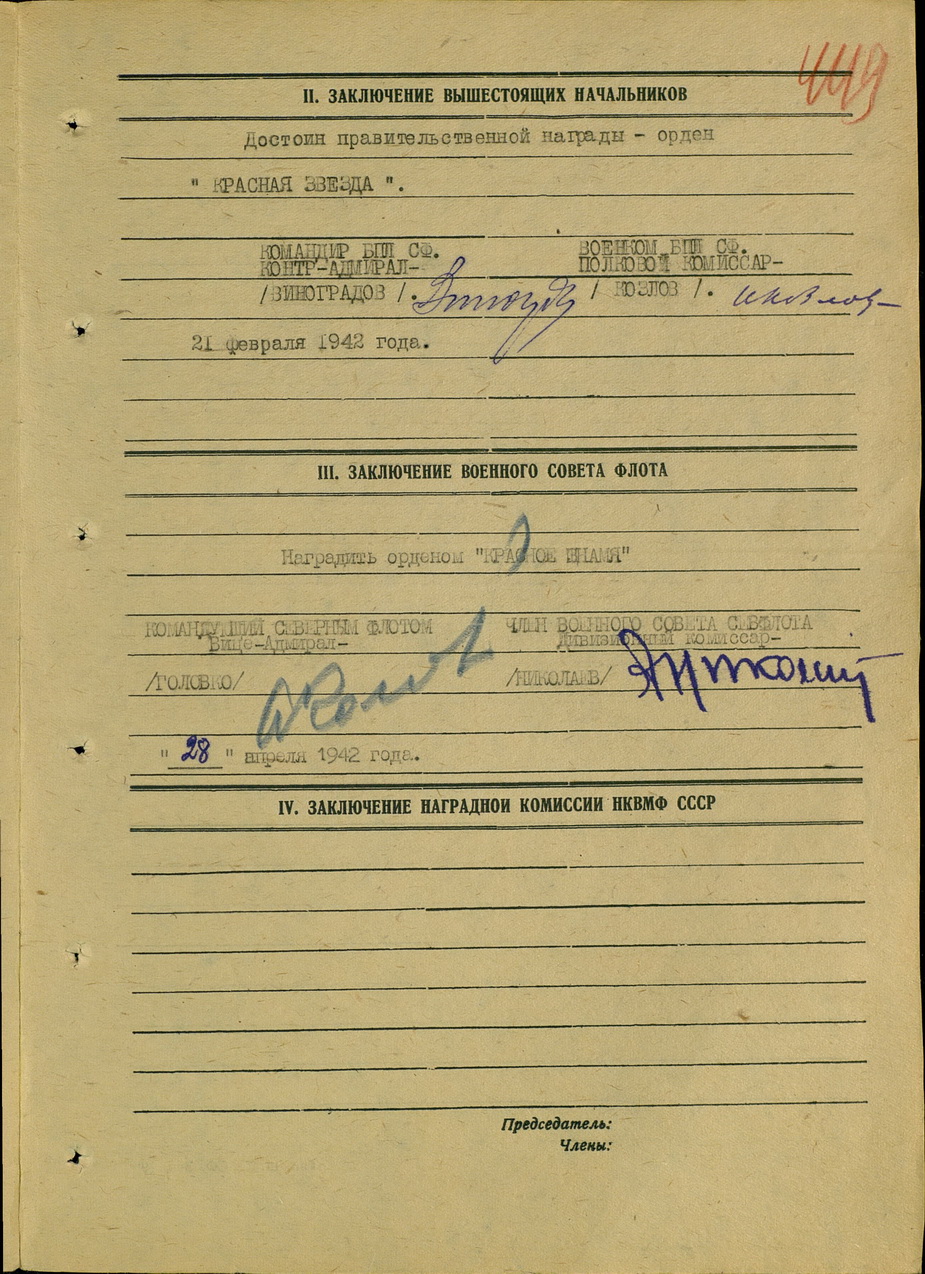 449
II. ЗАКЛЮЧЕНИЕ ВЫШЕСТОЯЩИХ НАЧАЛЬНИКОВ
Достоин правительственной награды - орден
" КРАСНАЯ ЗВЕЗДА ".
КОМАНДИР БПЛ СФ. ВОЕНКОМ БПЛ СФ.
КОНТР-АДМИРАЛ- ПОЛКОВОЙ КОМИССАР-
/ВИНОГРАДОВ /. / КОЗЛОВ /.
21 февраля 1942 года.
III. ЗАКЛЮЧЕНИЕ ВОЕННОГО СОВЕТА ФЛОТА
Наградить орденом "КРАСНОЕ ЗНАМЯ"
КОМАНДУЮЩИЙ СЕВЕРНЫМ ФЛОТОМ ЧЛЕН ВОЕННОГО СОВЕТА СЕВФЛОТА
Вице-Адмирал- Дивизионный комиссар-
/ГОЛОВКО/ /НИКОЛАЕВ/
" 28 " апреля 1942 года.
IV. ЗАКЛЮЧЕНИЕ НАГРАДНОЙ КОМИССИИ НКВМФ СССР
Председатель:
Члены: